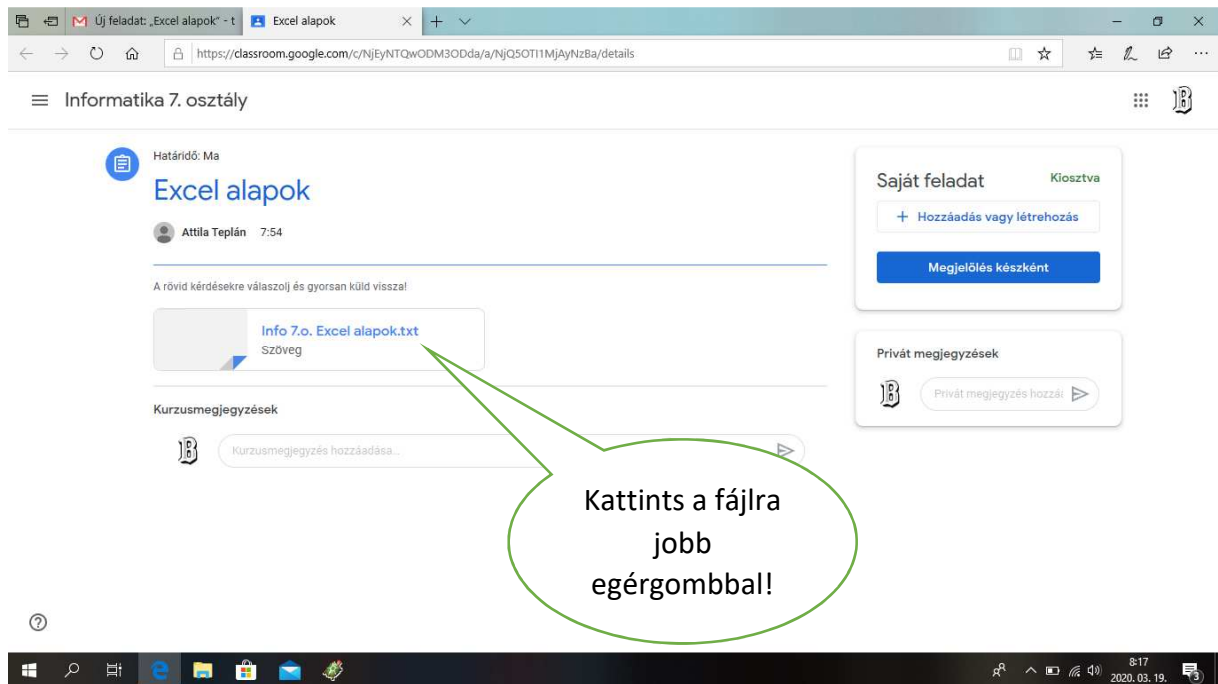 Új feladat: „Excel alapok” - t
Excel alapok
https://classroom.google.com/c/NjEyNTQwODM3ODda/a/NjQ5OTI1MjAyNzBa/details
Informatika 7. osztály
Határidő: Ma
Excel alapok
Attila Teplán 7:54
A rövid kérdésekre válaszolj és gyorsan küld vissza!
Info 7.o. Excel alapok.txt
Szöveg
Kurzusmegjegyzések
Kurzusmegjegyzés hozzáadása...
Saját feladat Kiosztva
+ Hozzáadás vagy létrehozás
Megjelölés készként
Privát megjegyzések
Privát megjegyzés hozzá
Kattints a fájlra
jobb
egérgombbal!
8:17
2020. 03. 19.
3